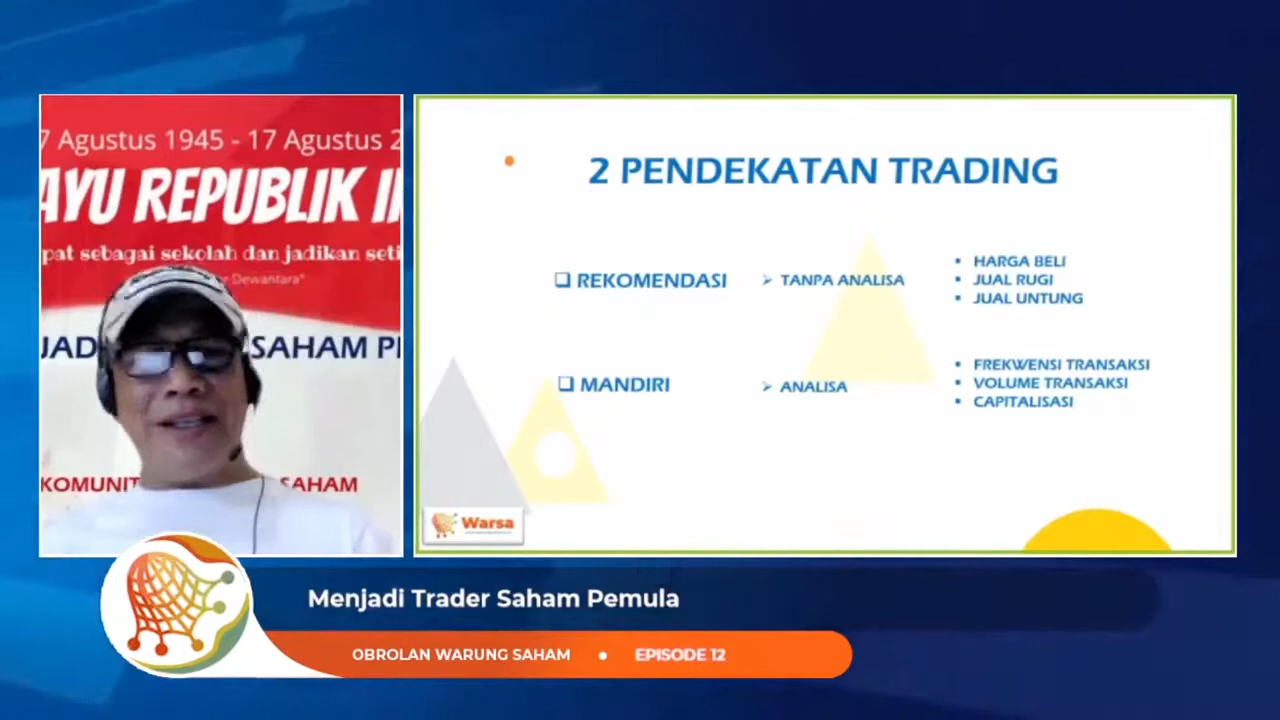 7 Agustus 1945 - 17 Agustus 2
AYU REPUBLIK I
pat sebagai sekolah dan jadikan seti
Dewantara"
JAD SAHAM P
KOMUNIT SAHAM
2 PENDEKATAN TRADING
REKOMENDASI
TANPA ANALISA
HARGA BELI
JUAL RUGI
JUAL UNTUNG
MANDIRI
ANALISA
FREKWENSI TRANSAKSI
VOLUME TRANSAKSI
CAPITALISASI
Warsa
Menjadi Trader Saham Pemula
OBROLAN WARUNG SAHAM • EPISODE 12